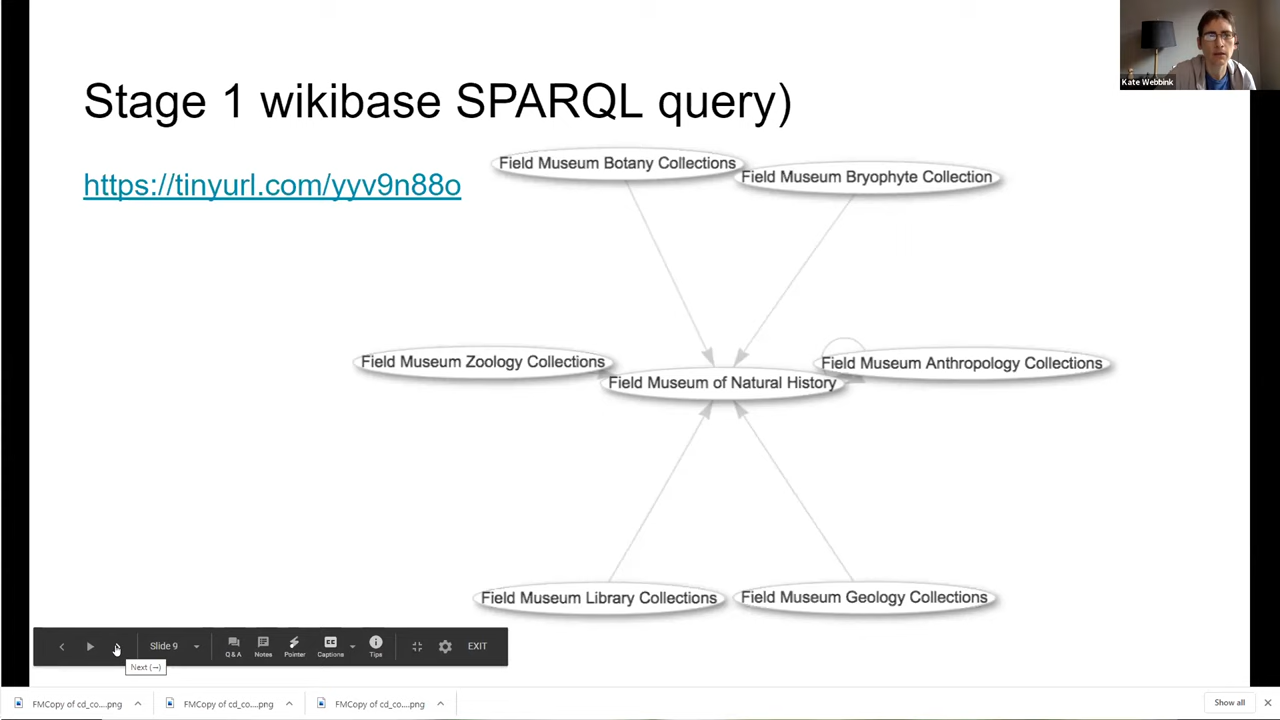 Kate Webbink
Stage 1 wikibase SPARQL query)
https://tinyurl.com/yyv9n88o
Field Museum Botany Collections
Field Museum Bryophyte Collection
Field Museum Zoology Collections
Field Museum Anthropology Collections
Field Museum of Natural History
Field Museum Library Collections
Field Museum Geology Collections
Slide 9
Q & A
Notes
Pointer
CC
Captions
Tips
EXIT
Next (→)
FMCopy of cd_co....png
FMCopy of cd_co....png
FMCopy of cd_co....png
Show all